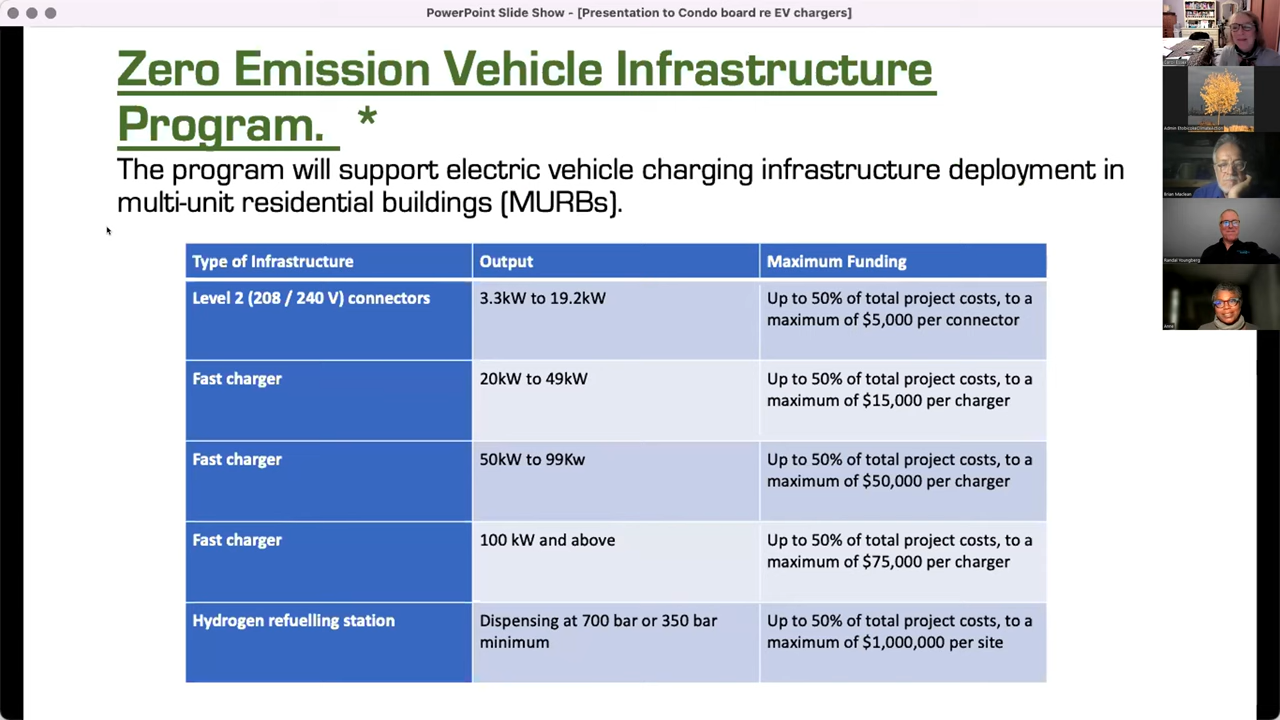 PowerPoint Slide Show - [Presentation to Condo board re EV chargers]
Zero Emission Vehicle Infrastructure
Program. *
The program will support electric vehicle charging infrastructure deployment in
multi-unit residential buildings (MURBs).
Type of Infrastructure Output Maximum Funding
Level 2 (208 / 240 V) connectors 3.3kW to 19.2kW Up to 50% of total project costs, to a
maximum of $5,000 per connector
Fast charger 20kW to 49kW Up to 50% of total project costs, to a
maximum of $15,000 per charger
Fast charger 50kW to 99Kw Up to 50% of total project costs, to a
maximum of $50,000 per charger
Fast charger 100 kW and above Up to 50% of total project costs, to a
maximum of $75,000 per charger
Hydrogen refuelling station Dispensing at 700 bar or 350 bar Up to 50% of total project costs, to a
minimum maximum of $1,000,000 per site
Admin EtobicokeClimateAction
Brian Maclean
Randal Youngberg
Anne